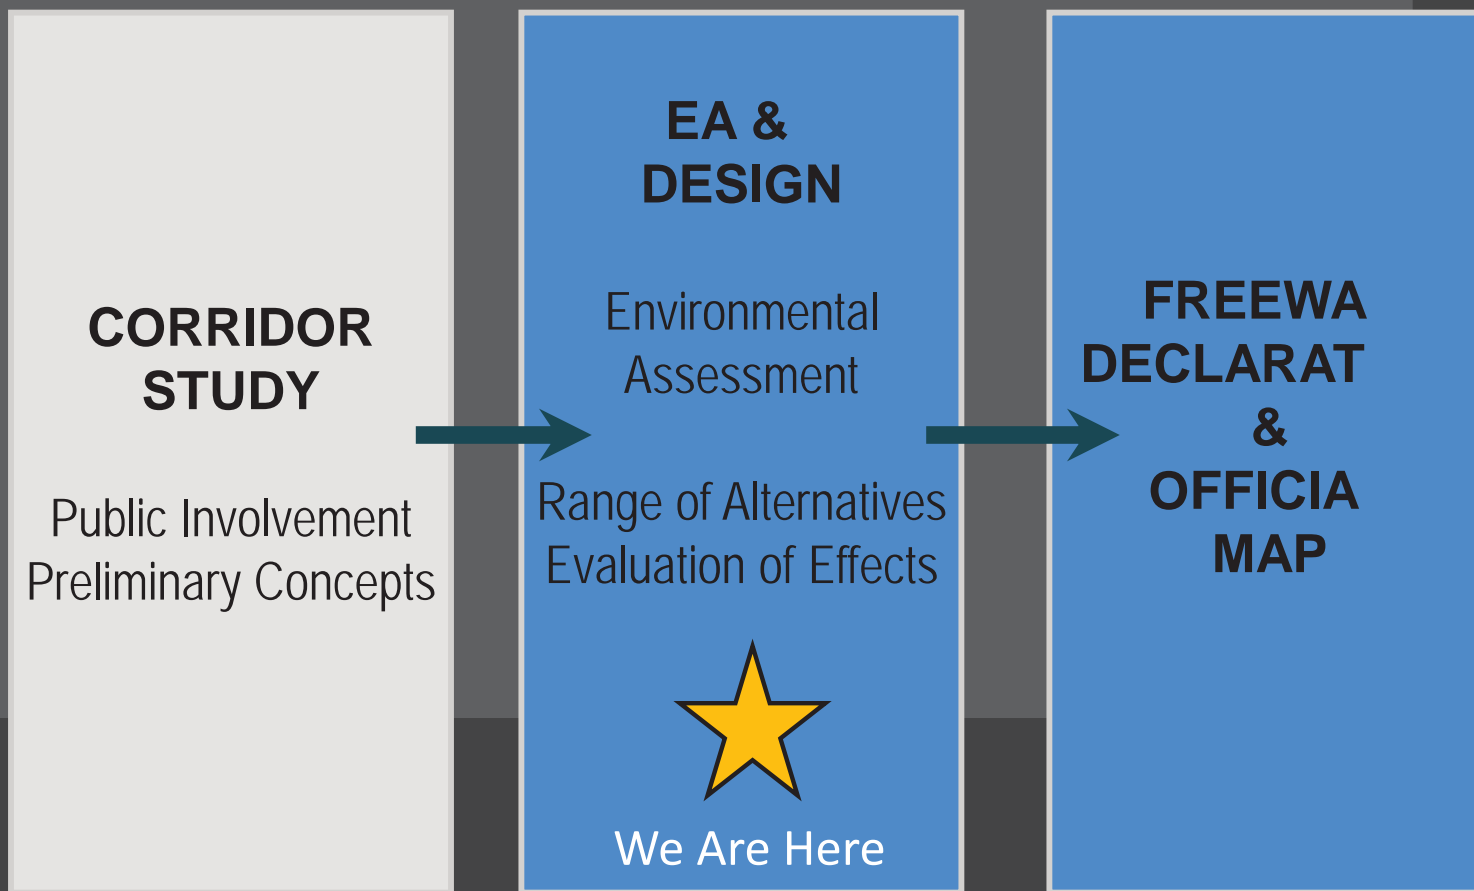 CORRIDOR
STUDY
Public Involvement
Preliminary Concepts
EA &
DESIGN
Environmental
Assessment
Range of Alternatives
Evaluation of Effects
We Are Here
FREEWA
DECLARAT
&
OFFICIA
MAP